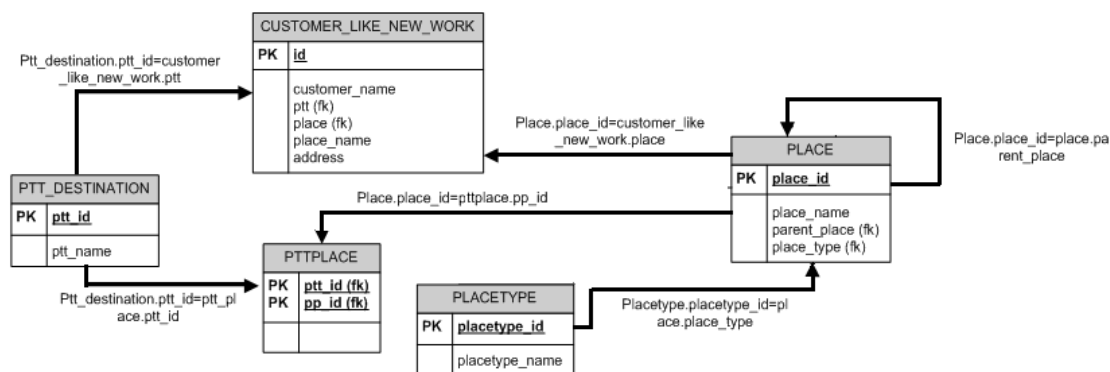 CUSTOMER_LIKE_NEW_WORK
PK id
customer_name
ptt (fk)
place (fk)
place_name
address
Ptt_destination.ptt_id=customer
_like_new_work.ptt
Place.place_id=customer_like
_new_work.place
PLACE
PK place_id
place_name
parent_place (fk)
place_type (fk)
Place.place_id=place.pa
rent_place
PTT_DESTINATION
PK ptt_id
ptt_name
Place.place_id=pttplace.pp_id
PTTPLACE
PK ptt_id (fk)
PK pp_id (fk)
Ptt_destination.ptt_id=ptt_pl
ace.ptt_id
PLACETYPE
PK placetype_id
placetype_name
Placetype.placetype_id=pl
ace.place_type